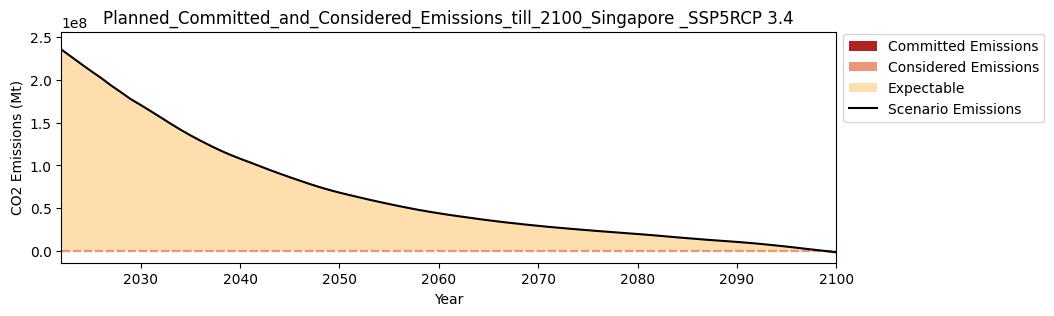 Planned_Committed_and_Considered_Emissions_till_2100_Singapore _SSP5RCP 3.4
1e8
2.5
2.0
1.5
1.0
0.5
0.0
CO2 Emissions (Mt)
2030 2040 2050 2060 2070 2080 2090 2100
Year
Committed Emissions
Considered Emissions
Expectable
Scenario Emissions